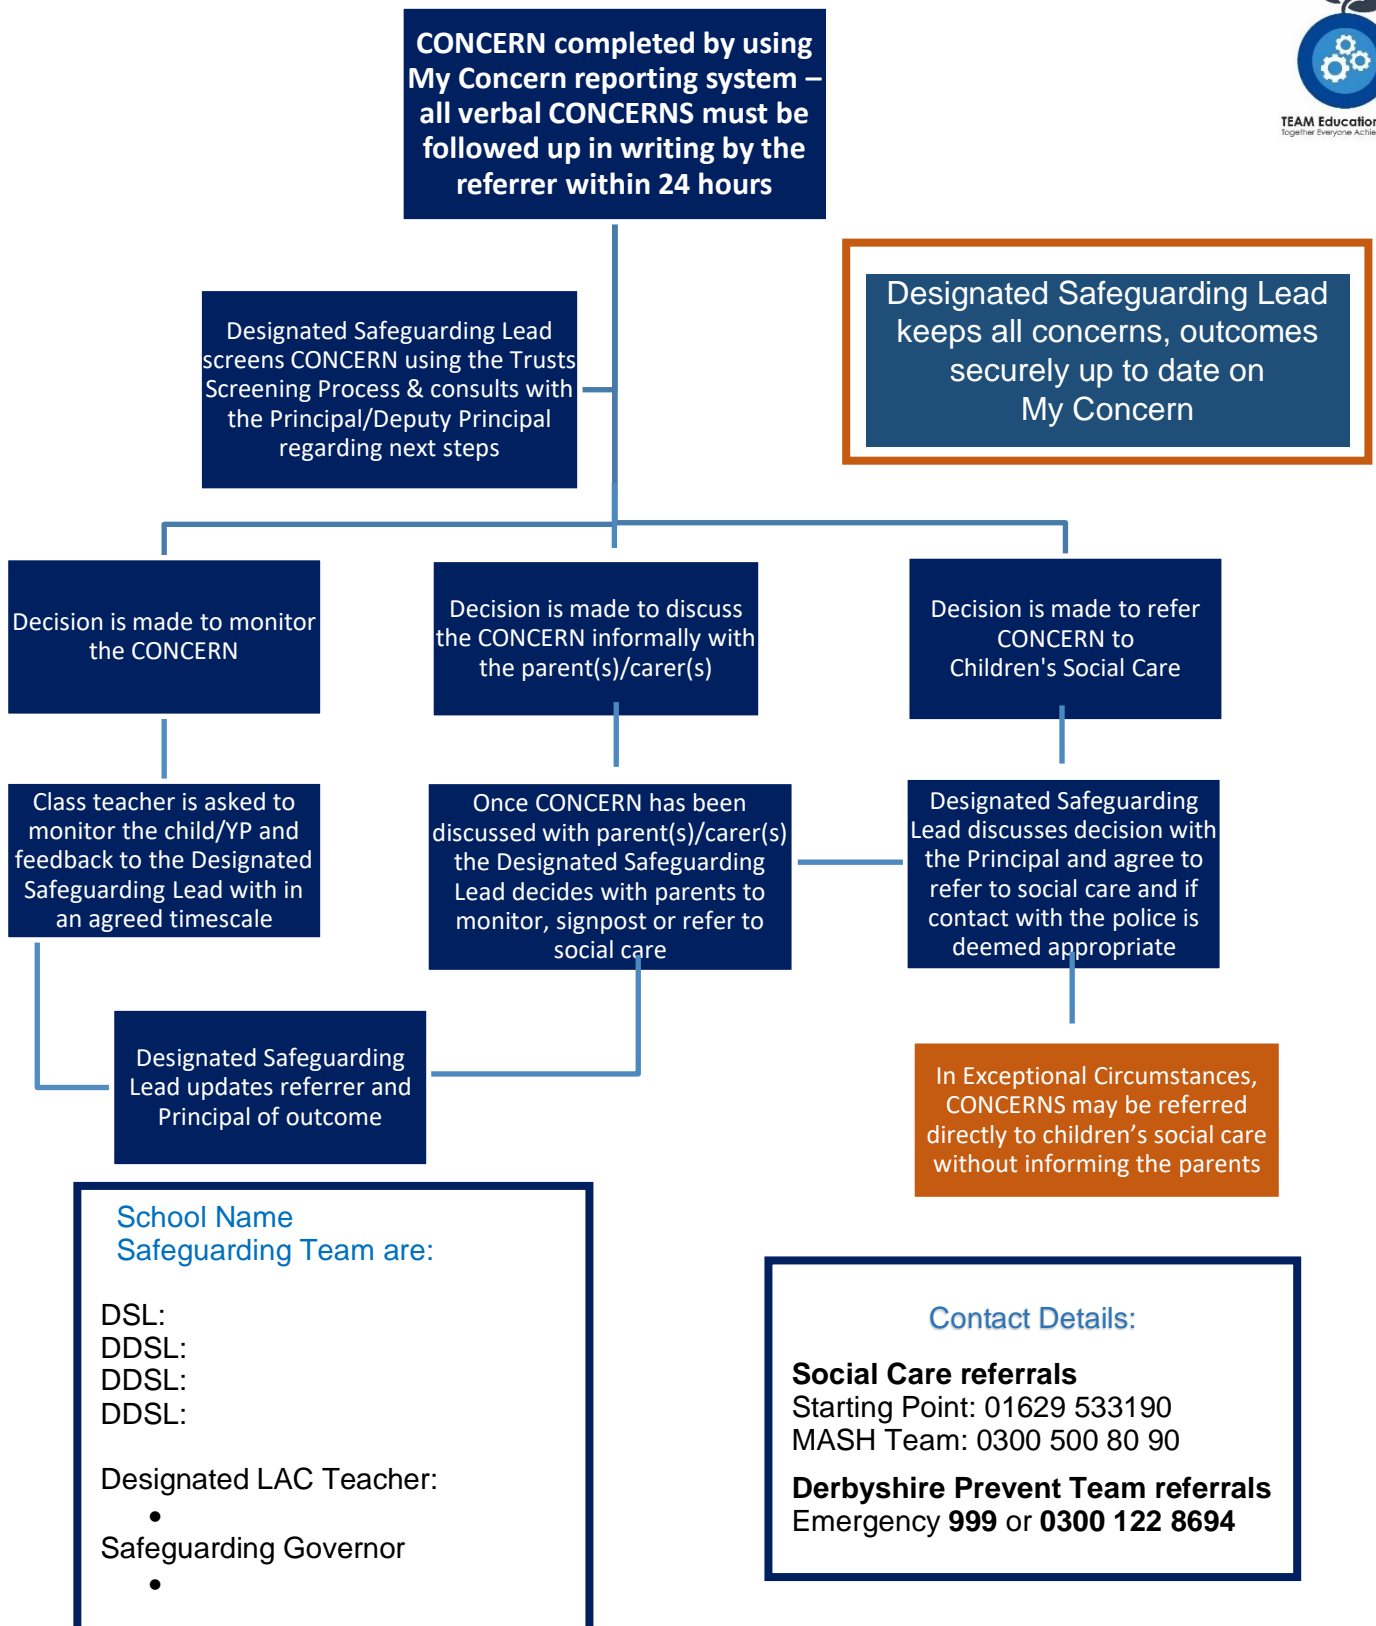 CONCERN completed by using
My Concern reporting system –
all verbal CONCERNS must be
followed up in writing by the
referrer within 24 hours
TEAM Education
Together Everyone
Designated Safeguarding Lead
screens CONCERN using the Trusts
Screening Process & consults with
the Principal/Deputy Principal
regarding next steps
Designated Safeguarding Lead
keeps all concerns, outcomes
securely up to date on
My Concern
Decision is made to monitor
the CONCERN
Decision is made to discuss
the CONCERN informally with
the parent(s)/carer(s)
Decision is made to refer
CONCERN to
Children's Social Care
Class teacher is asked to
monitor the child/YP and
feedback to the Designated
Safeguarding Lead with in
an agreed timescale
Once CONCERN has been
discussed with parent(s)/carer(s)
the Designated Safeguarding
Lead decides with parents to
monitor, signpost or refer to
social care
Designated Safeguarding
Lead discusses decision with
the Principal and agree to
refer to social care and if
contact with the police is
deemed appropriate
Designated Safeguarding
Lead updates referrer and
Principal of outcome
In Exceptional Circumstances,
CONCERNS may be referred
directly to children’s social care
without informing the parents
School Name
Safeguarding Team are:
DSL:
DDSL:
DDSL:
DDSL:
Designated LAC Teacher:
•
Safeguarding Governor
•
Contact Details:
Social Care referrals
Starting Point: 01629 533190
MASH Team: 0300 500 80 90
Derbyshire Prevent Team referrals
Emergency 999 or 0300 122 8694